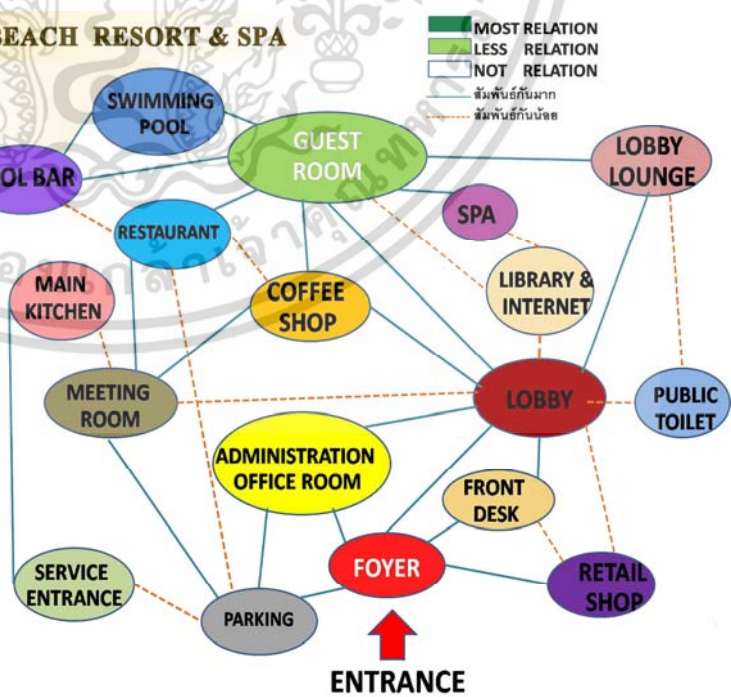 BEACH RESORT & SPA
MOST RELATION
LESS RELATION
NOT RELATION
สัมพันธ์กันมาก
สัมพันธ์กันน้อย
SWIMMING
POOL
GUEST
ROOM
LOBBY
LOUNGE
OL BAR
SPA
RESTAURANT
MAIN
KITCHEN
COFFEE
SHOP
LIBRARY &
INTERNET
MEETING
ROOM
LOBBY
PUBLIC
TOILET
ADMINISTRATION
OFFICE ROOM
FRONT
DESK
SERVICE
ENTRANCE
FOYER
RETAIL
SHOP
PARKING
ENTRANCE